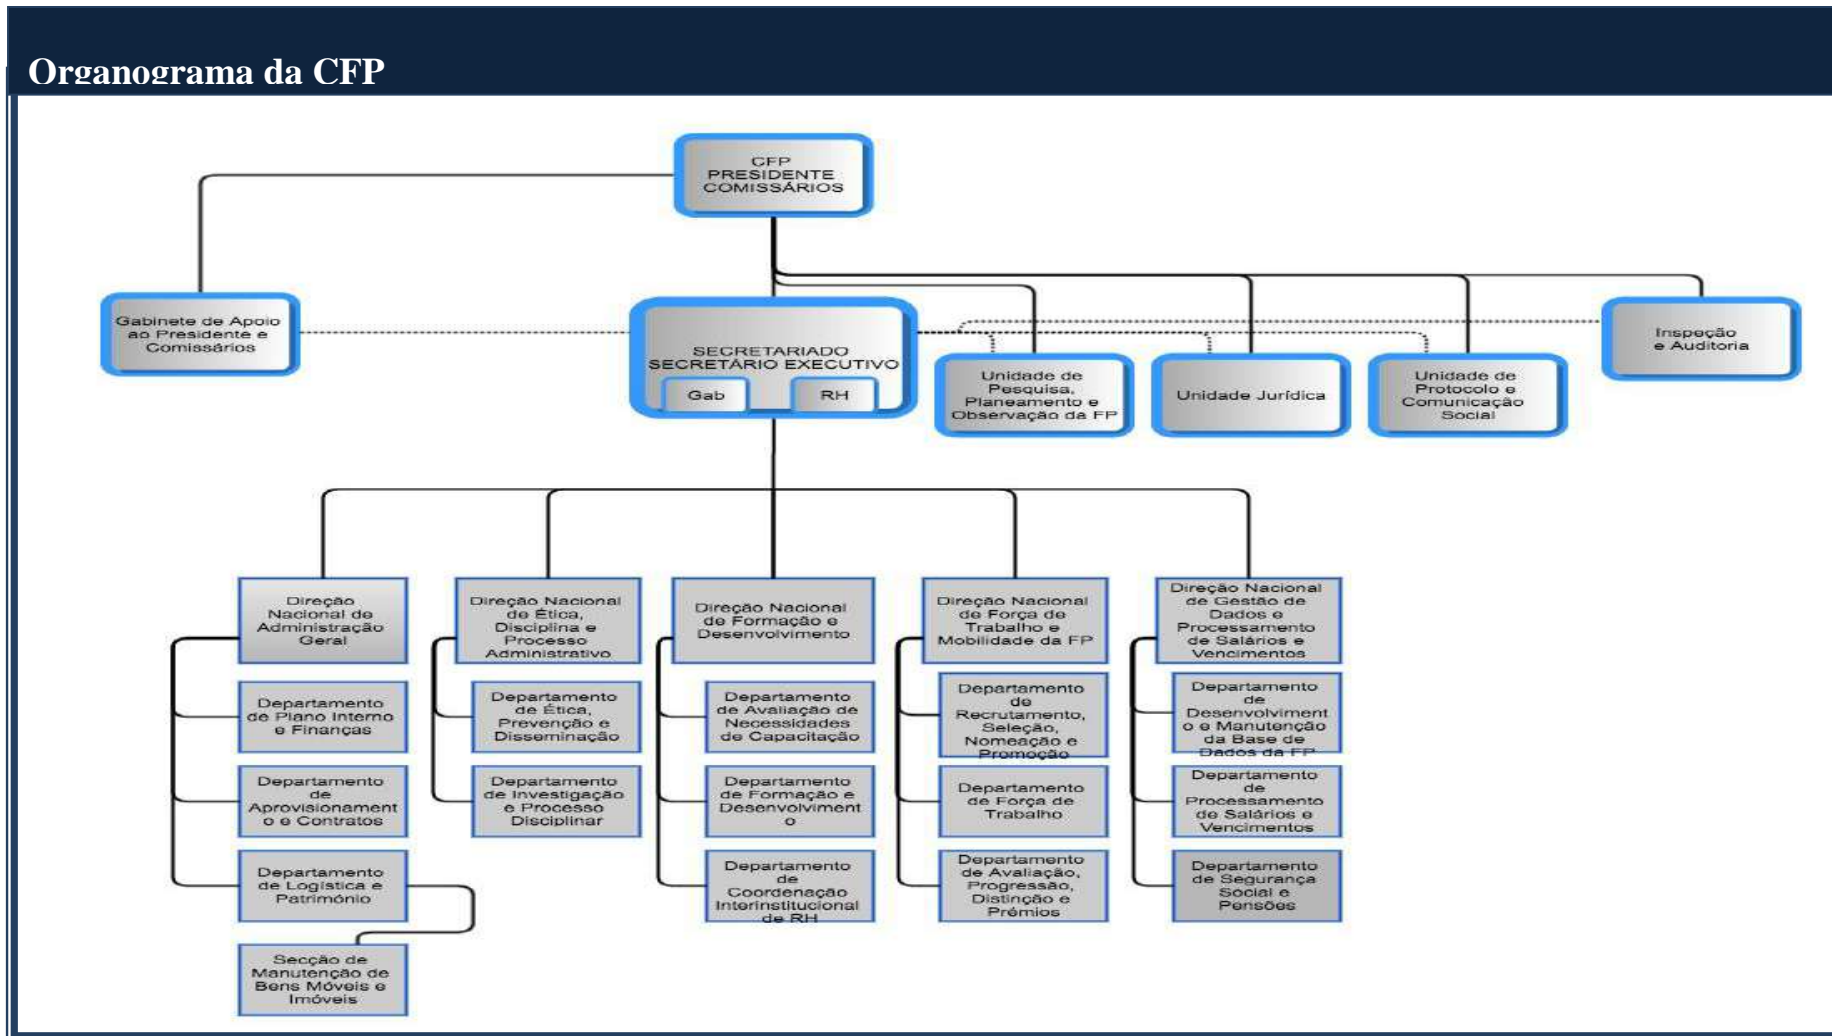 Organograma da CFP
CFP
PRESIDENTE
COMISSÁRIOS
Gabinete de Apoio
ao Presidente e
Comissários
SECRETARIADO
SECRETÁRIO EXECUTIVO
Gab
RH
Unidade de
Pesquisa,
Planeamento e
Observação da FP
Unidade Jurídica
Unidade de
Protocolo e
Comunicação
Social
Inspeção
e Auditoria
Direção
Nacional de
Administração
Geral
Departamento
de Plano Interno
e Finanças
Departamento
de
Aprovisionament
o e Contratos
Departamento
de Logística e
Património
Secção de
Manutenção de
Bens Móveis e
Imóveis
Direção Nacional
de Ética,
Disciplina e
Processo
Administrativo
Departamento
de Ética,
Prevenção e
Disseminação
Departamento
de Investigação
e Processo
Disciplinar
Direção Nacional
de Formação e
Desenvolvimento
Departamento
de Avaliação de
Necessidades
de Capacitação
Departamento
de Formação e
Desenvolviment
o
Departamento
de
Coordenação
Interinstitucional
de RH
Direção Nacional
de Força de
Trabalho e
Mobilidade da FP
Departamento
de
Recrutamento,
Seleção,
Nomeação e
Promoção
Departamento
de Força de
Trabalho
Departamento
de Avaliação,
Progressão,
Distinção e
Prémios
Direção Nacional
de Gestão de
Dados e
Processamento
de Salários e
Vencimentos
Departamento
de
Desenvolviment
o e Manutenção
da Base de
Dados da FP
Departamento
de
Processamento
de Salários e
Vencimentos
Departamento
de Segurança
Social e
Pensões